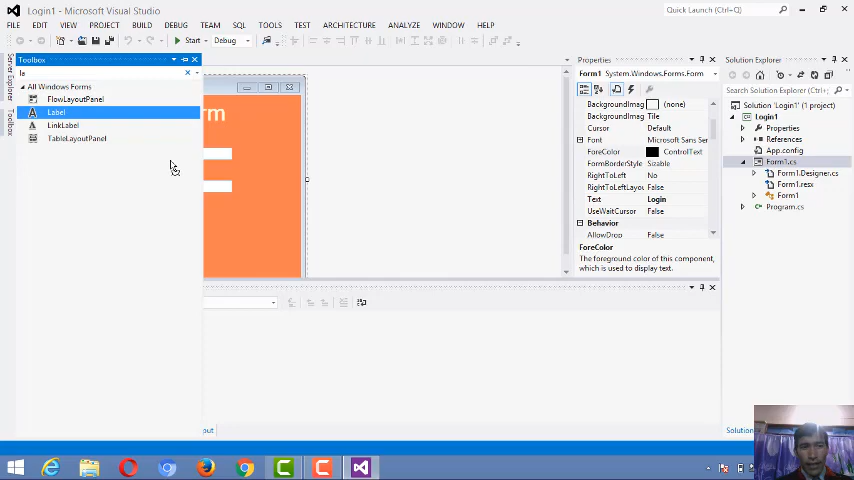 Login1 - Microsoft Visual Studio
Quick Launch (Ctrl+Q)
FILE EDIT VIEW PROJECT BUILD DEBUG TEAM SQL TOOLS TEST ARCHITECTURE ANALYZE WINDOW HELP
Start Debug
Server Explorer
Toolbox
Toolbox
la
All Windows Forms
FlowLayoutPanel
Label
LinkLabel
TableLayoutPanel
rm
Properties
Form1 System.Windows.Forms.Form
BackgroundImag (none)
BackgroundImag Tile
Cursor Default
Font Microsoft Sans Ser
ForeColor ControlText
FormBorderStyle Sizable
RightToLeft No
RightToLeftLayou False
Text Login
UseWaitCursor False
Behavior
AllowDrop False
ForeColor
The foreground color of this component, which is used to display text.
Solution Explorer
Search Solution Explorer (Ctrl+
Solution 'Login1' (1 project)
Login1
Properties
References
App.config
Form1.cs
Form1.Designer.cs
Form1.resx
Form1
Program.cs
put
Solution